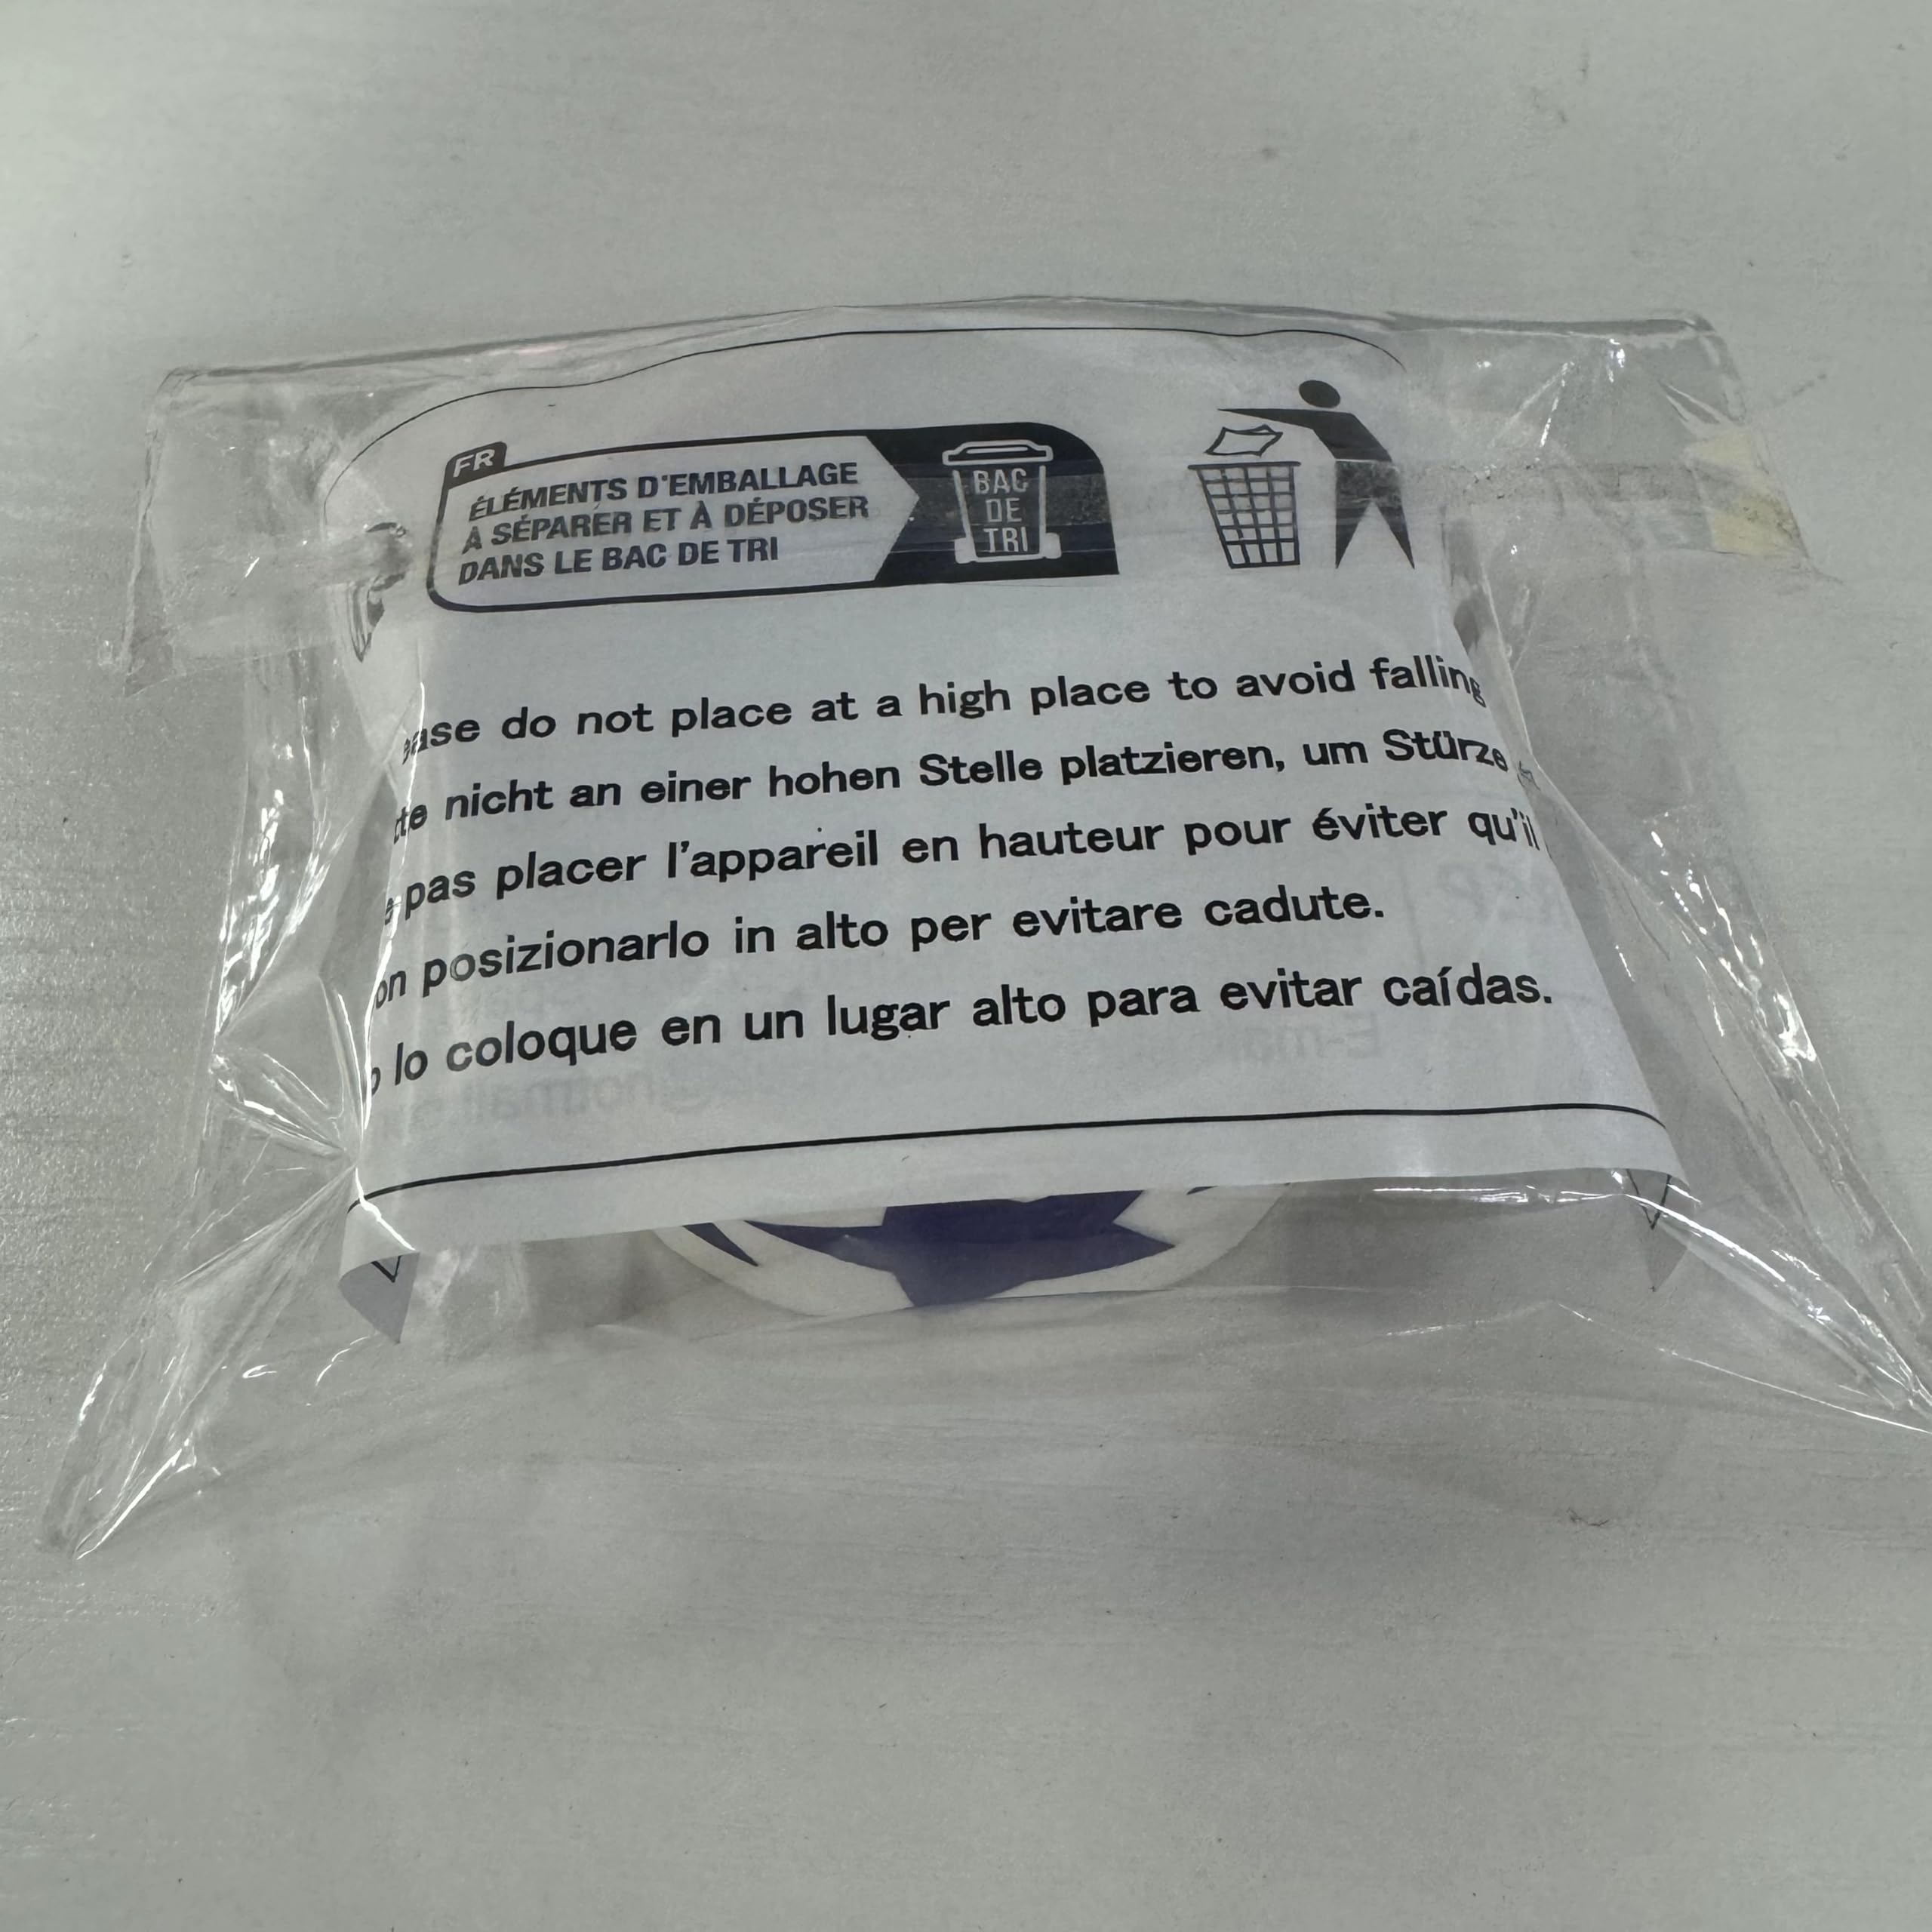 FR
ÉLÉMENTS D'EMBALLAGE
À SÉPARER ET À DÉPOSER
DANS LE BAC DE TRI
BAC
DE
TRI
ase do not place at a high place to avoid falling
te nicht an einer hohen Stelle platzieren, um Stürze
pas placer l'appareil en hauteur pour éviter qu'il
on posizionarlo in alto per evitare cadute.
o lo coloque en un lugar alto para evitar caídas.